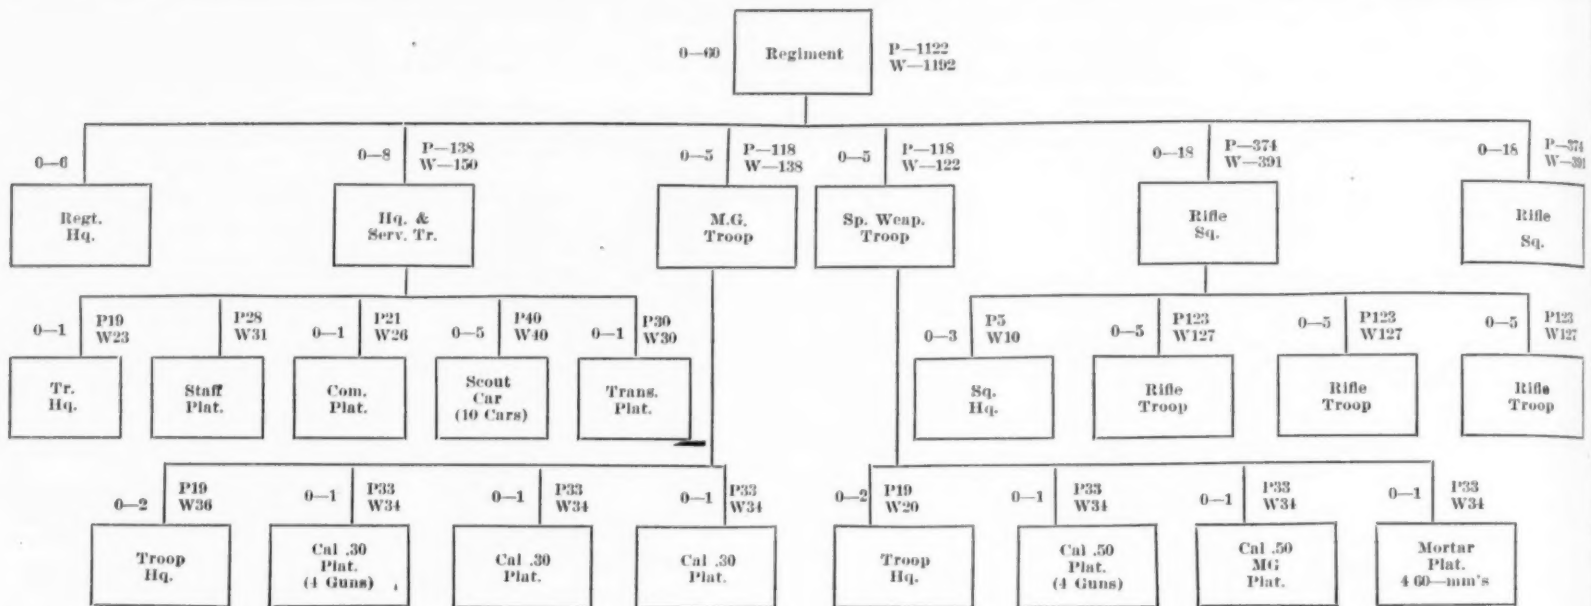 0—60
Regiment
P—1122
W—1192
0—6
Regt.
Hq.
0—8
P—138
W—150
Hq. &
Serv. Tr.
0—5
P—118
W—138
M.G.
Troop
0—5
P—118
W—122
Sp. Weap.
Troop
0—18
P—374
W—391
Rifle
Sq.
0—18
P—374
W—391
Rifle
Sq.
0—1
P19
W23
Tr.
Hq.
P28
W31
Staff
Plat.
0—1
P21
W26
Com.
Plat.
0—5
P40
W40
Scout
Car
(10 Cars)
0—1
P30
W30
Trans.
Plat.
0—3
P5
W10
Sq.
Hq.
0—5
P123
W127
Rifle
Troop
0—5
P123
W127
Rifle
Troop
0—5
P123
W127
Rifle
Troop
0—2
P19
W36
Troop
Hq.
0—1
P33
W34
Cal .30
Plat.
(4 Guns)
0—1
P33
W34
Cal .30
Plat.
0—1
P33
W34
Cal .30
Plat.
0—2
P19
W20
Troop
Hq.
0—1
P33
W34
Cal .50
Plat.
(4 Guns)
0—1
P33
W34
Cal .50
MG
Plat.
0—1
P33
W34
Mortar
Plat.
4 60—mm's